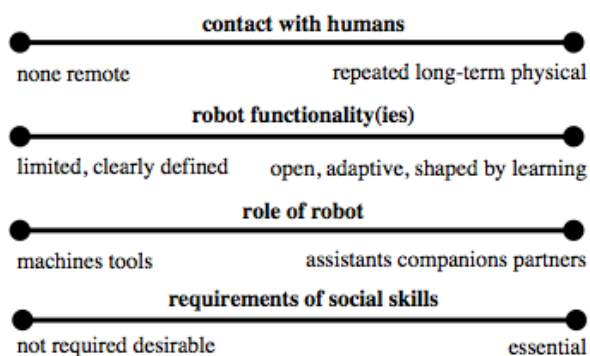 contact with humans
none remote repeated long-term physical
robot functionality(ies)
limited, clearly defined open, adaptive, shaped by learning
role of robot
machines tools assistants companions partners
requirements of social skills
not required desirable essential